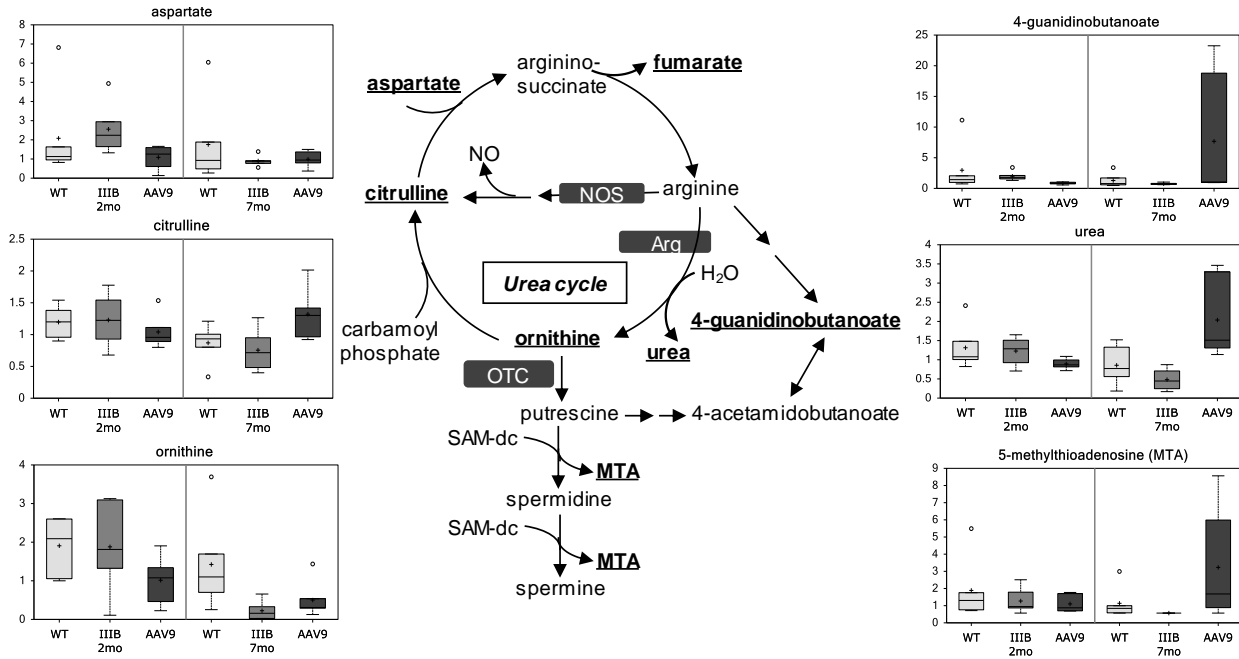 aspartate
8
7
6
5
4
3
2
1
0
WT IIIB AAV9 WT IIIB AAV9
2mo 7mo
citrulline
2.5
2
1.5
1
0.5
0
WT IIIB AAV9 WT IIIB AAV9
2mo 7mo
ornithine
4
3
2
1
0
WT IIIB AAV9 WT IIIB AAV9
2mo 7mo
arginino-
succinate
fumarate
aspartate
NO
citrulline
NOS
arginine
Arg
H₂O
Urea cycle
carbamoyl
phosphate
ornithine
urea
4-guanidinobutanoate
OTC
putrescine
4-acetamidobutanoate
SAM-dc
MTA
spermidine
SAM-dc
MTA
spermine
4-guanidinobutanoate
25
20
15
10
5
0
WT IIIB AAV9 WT IIIB AAV9
2mo 7mo
urea
4
3.5
3
2.5
2
1.5
1
0.5
0
WT IIIB AAV9 WT IIIB AAV9
2mo 7mo
5-methylthioadenosine (MTA)
9
8
7
6
5
4
3
2
1
0
WT IIIB AAV9 WT IIIB AAV9
2mo 7mo